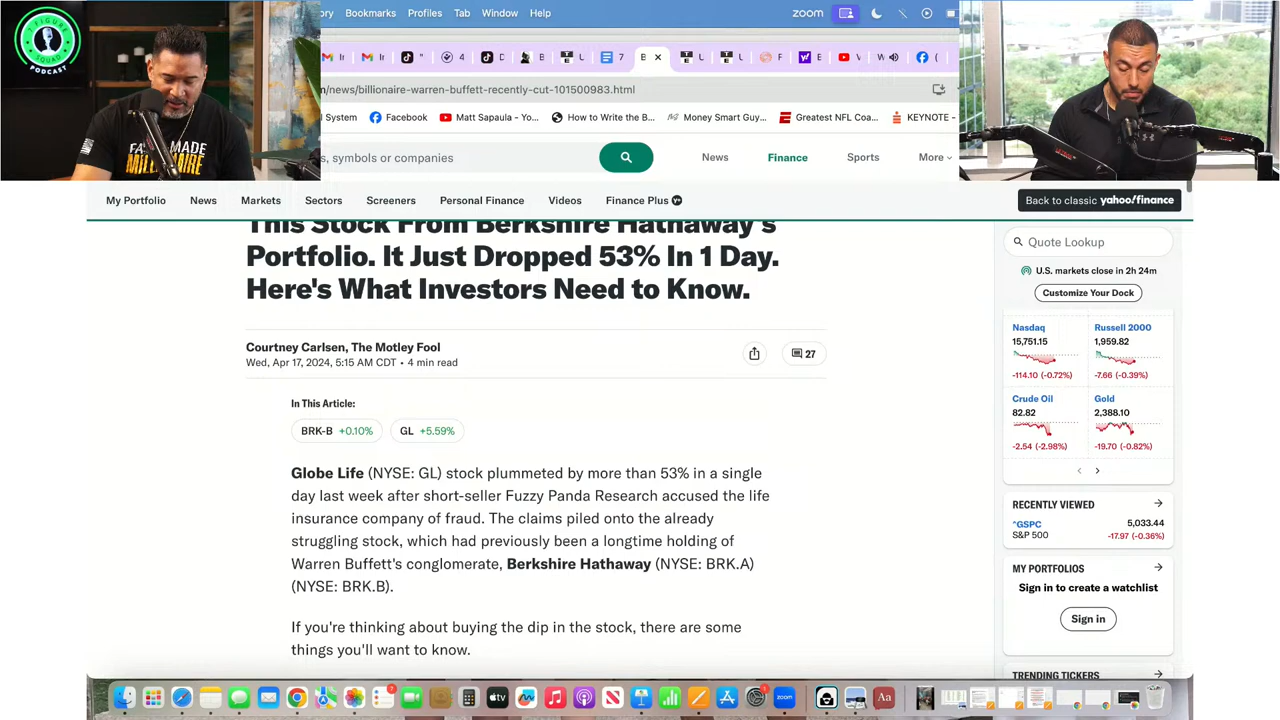 FIGURE
SQUAD
PODCAST
Bookmarks Profiles Tab Window Help
zoom
/news/billionaire-warren-buffett-recently-cut-101500983.html
System Facebook Matt Sapaula - Yo... How to Write the B... Money Smart Guy:... Greatest NFL Coa... KEYNOTE -
s, symbols or companies
News Finance Sports More
My Portfolio News Markets Sectors Screeners Personal Finance Videos Finance Plus
Back to classic yahoo!finance
This Stock From Berkshire Hathaway's
Portfolio. It Just Dropped 53% In 1 Day.
Here's What Investors Need to Know.
Courtney Carlsen, The Motley Fool
Wed, Apr 17, 2024, 5:15 AM CDT • 4 min read
27
In This Article:
BRK-B +0.10% GL +5.59%
Globe Life (NYSE: GL) stock plummeted by more than 53% in a single
day last week after short-seller Fuzzy Panda Research accused the life
insurance company of fraud. The claims piled onto the already
struggling stock, which had previously been a longtime holding of
Warren Buffett's conglomerate, Berkshire Hathaway (NYSE: BRK.A)
(NYSE: BRK.B).
If you're thinking about buying the dip in the stock, there are some
things you'll want to know.
Quote Lookup
U.S. markets close in 2h 24m
Customize Your Dock
Nasdaq Russell 2000
15,751.15 1,959.82
-114.10 (-0.72%) -7.66 (-0.39%)
Crude Oil Gold
82.82 2,388.10
-2.54 (-2.98%) -19.70 (-0.82%)
RECENTLY VIEWED
^GSPC 5,033.44
S&P 500 -17.97 (-0.36%)
MY PORTFOLIOS
Sign in to create a watchlist
Sign in
TRENDING TICKERS
tv
zoom
Aa